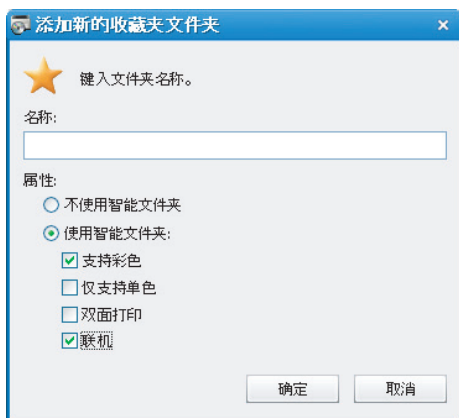 添加新的收藏夹文件夹
键入文件夹名称。
名称:
属性:
不使用智能文件夹
使用智能文件夹:
支持彩色
仅支持单色
双面打印
联机
确定 取消